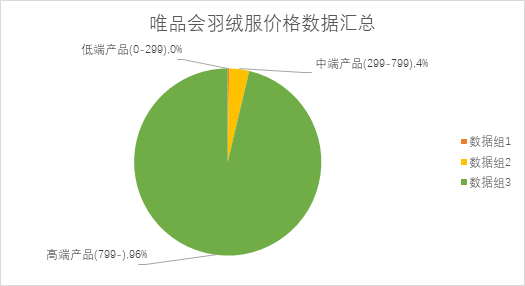 唯品会羽绒服价格数据汇总
低端产品(0-299),0%
中端产品(299-799),4%
数据组1
数据组2
数据组3
高端产品(799-),96%